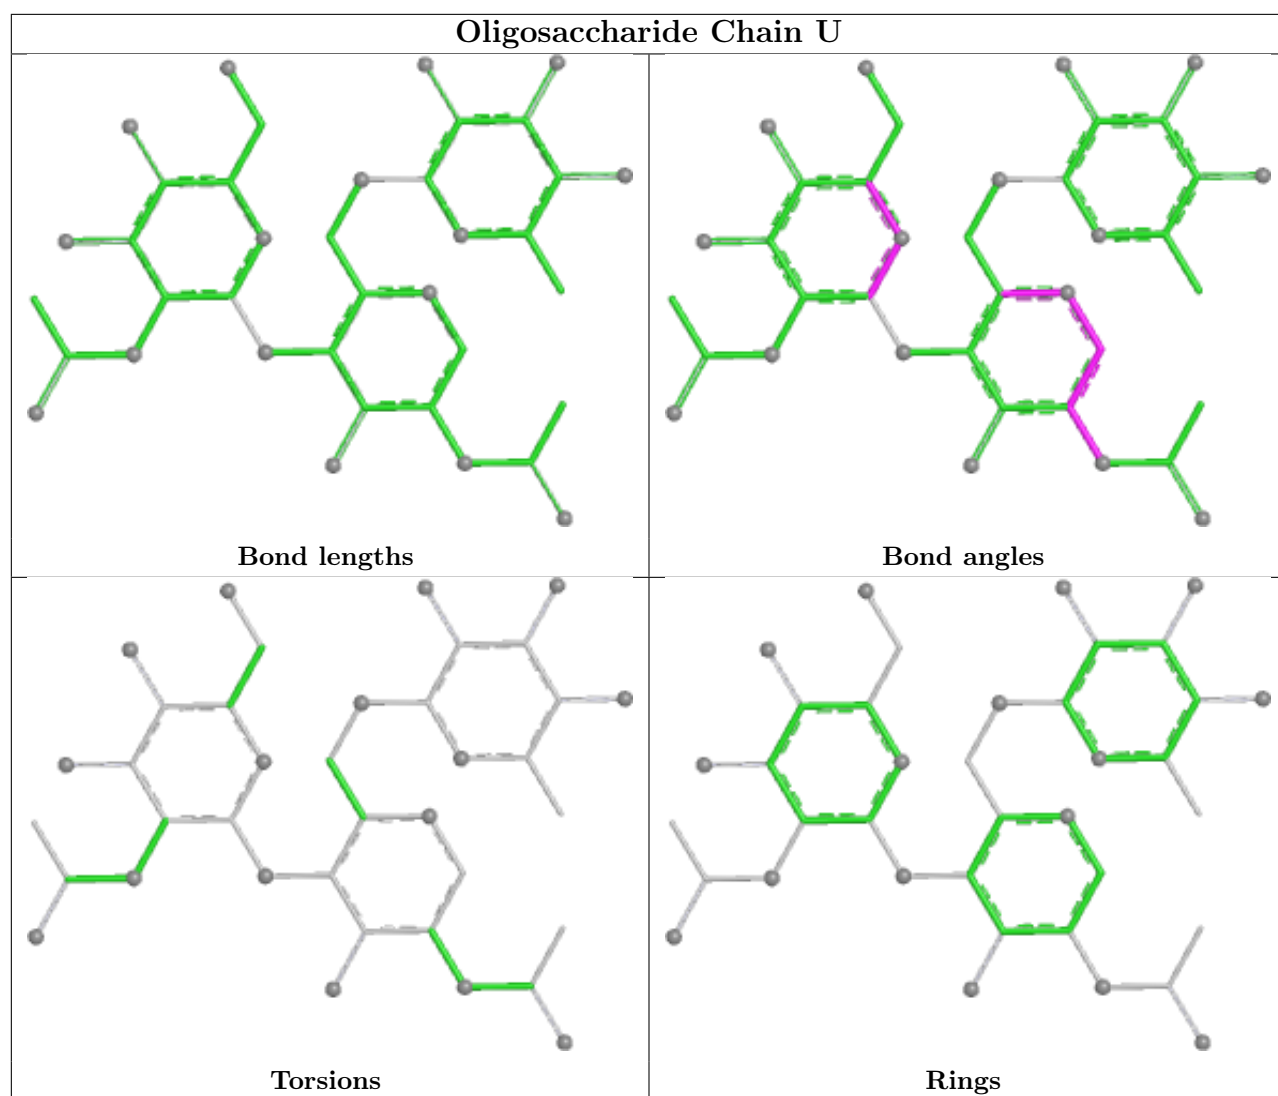 Oligosaccharide Chain U
Bond lengths
Bond angles
Torsions
Rings